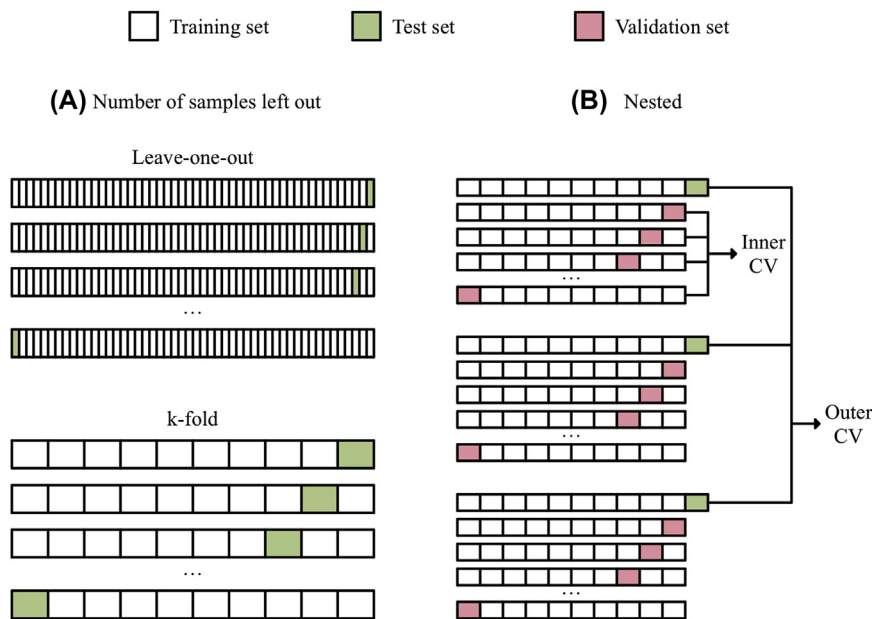 Training set
Test set
Validation set
(A) Number of samples left out
(B) Nested
Leave-one-out
...
k-fold
...
Inner
CV
...
...
...
Outer
CV